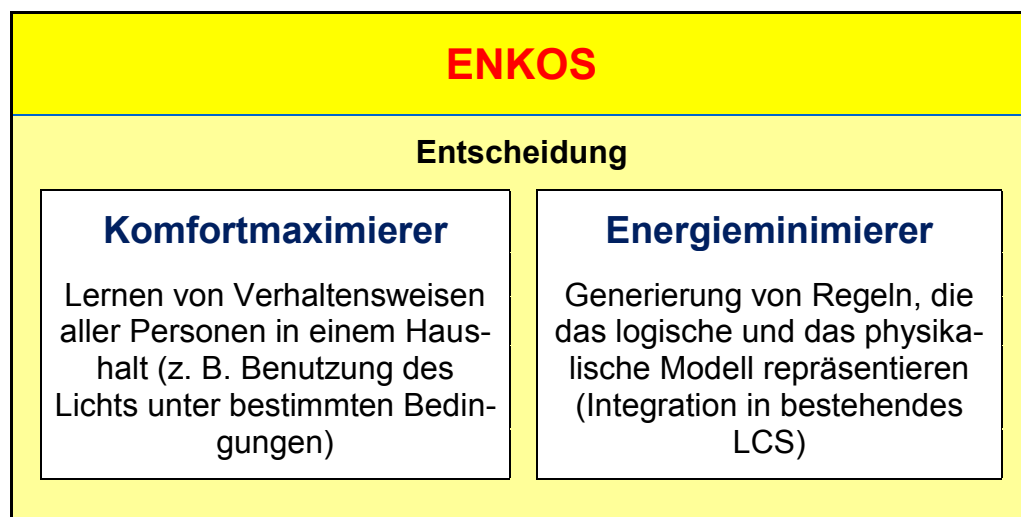 ENKOS
Entscheidung
Komfortmaximierer
Lernen von Verhaltensweisen
aller Personen in einem Haus-
halt (z. B. Benutzung des
Lichts unter bestimmten Bedin-
gungen)
Energieminimierer
Generierung von Regeln, die
das logische und das physika-
lische Modell repräsentieren
(Integration in bestehendes
LCS)